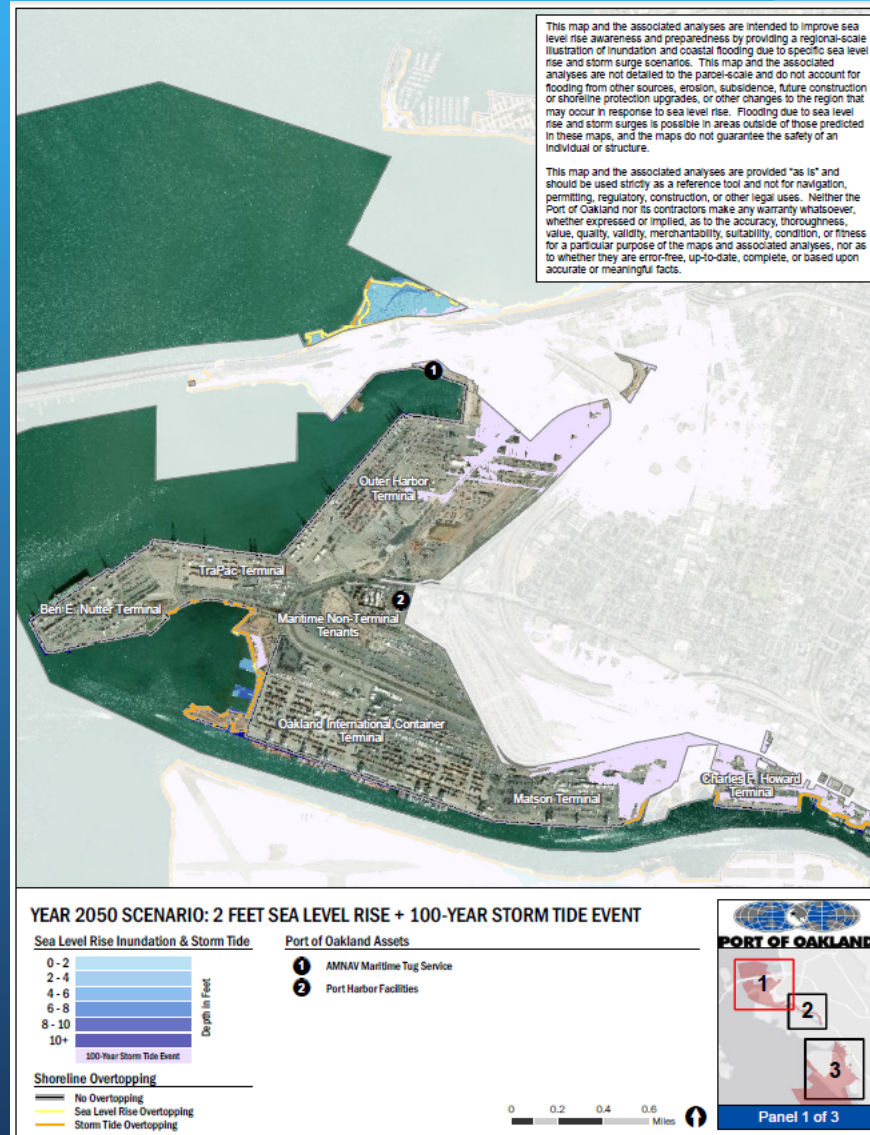 This map and the associated analyses are intended to improve sea
level rise awareness and preparedness by providing a regional-scale
illustration of inundation and coastal flooding due to specific sea level
rise and storm surge scenarios. This map and the associated
analyses are not detailed to the parcel-scale and do not account for
flooding from other sources, erosion, subsidence, future construction
or shoreline protection upgrades, or other changes to the region that
may occur in response to sea level rise. Flooding due to sea level
rise and storm surges is possible in areas outside of those predicted
in these maps, and the maps do not guarantee the safety of an
individual or structure.
This map and the associated analyses are provided "as is" and
should be used strictly as a reference tool and not for navigation,
permitting, regulatory, construction, or other legal uses. Neither the
Port of Oakland nor its contractors make any warranty whatsoever,
whether expressed or implied, as to the accuracy, thoroughness,
value, quality, validity, merchantability, suitability, condition, or fitness
for a particular purpose of the maps and associated analyses, nor as
to whether they are error-free, up-to-date, complete, or based upon
accurate or meaningful facts.
1
Outer Harbor
Terminal
TraPac Terminal
Ben E. Nutter Terminal
2
Maritime Non-Terminal
Tenants
Oakland International Container
Terminal
Matson Terminal
Charles P. Howard
Terminal
YEAR 2050 SCENARIO: 2 FEET SEA LEVEL RISE + 100-YEAR STORM TIDE EVENT
Sea Level Rise Inundation & Storm Tide
0 - 2
2 - 4
4 - 6
6 - 8
8 - 10
10+
Depth in Feet
100-Year Storm Tide Event
Shoreline Overtopping
No Overtopping
Sea Level Rise Overtopping
Storm Tide Overtopping
Port of Oakland Assets
1 AMNAV Maritime Tug Service
2 Port Harbor Facilities
0 0.2 0.4 0.6
Miles
PORT OF OAKLAND
1
2
3
Panel 1 of 3